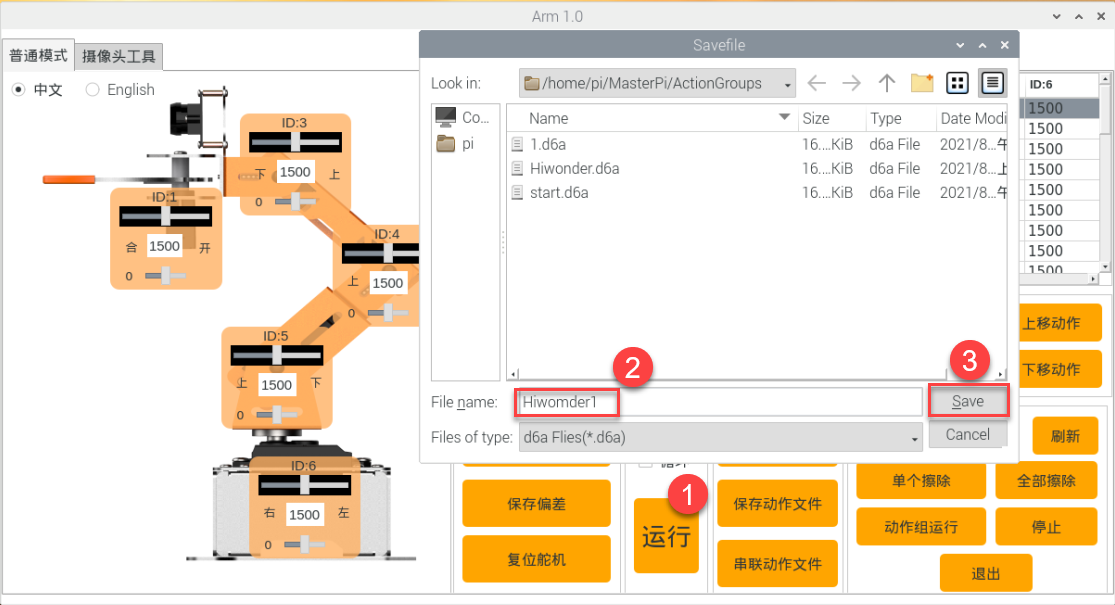 Arm 1.0
普通模式
摄像头工具
中文
English
ID:3
下 1500 上
0
ID:1
合 1500 开
0
ID:4
上 1500
0
ID:5
上 1500 下
0
ID:6
右 1500 左
0
Savefile
Look in:
/home/pi/MasterPi/ActionGroups
Co...
pi
Name Size Type Date Modi
1.d6a 16....KiB d6a File 2021/8...午
Hiwonder.d6a 16....KiB d6a File 2021/8...上
start.d6a 16....KiB d6a File 2021/8...午
2
3
File name: Hiwomder1
Save
Files of type: d6a Flies(*.d6a)
Cancel
ID:6
1500
1500
1500
1500
1500
1500
1500
1500
1500
上移动作
下移动作
刷新
循环
1
保存偏差
运行
保存动作文件
单个擦除
全部擦除
动作组运行
停止
复位舵机
串联动作文件
退出